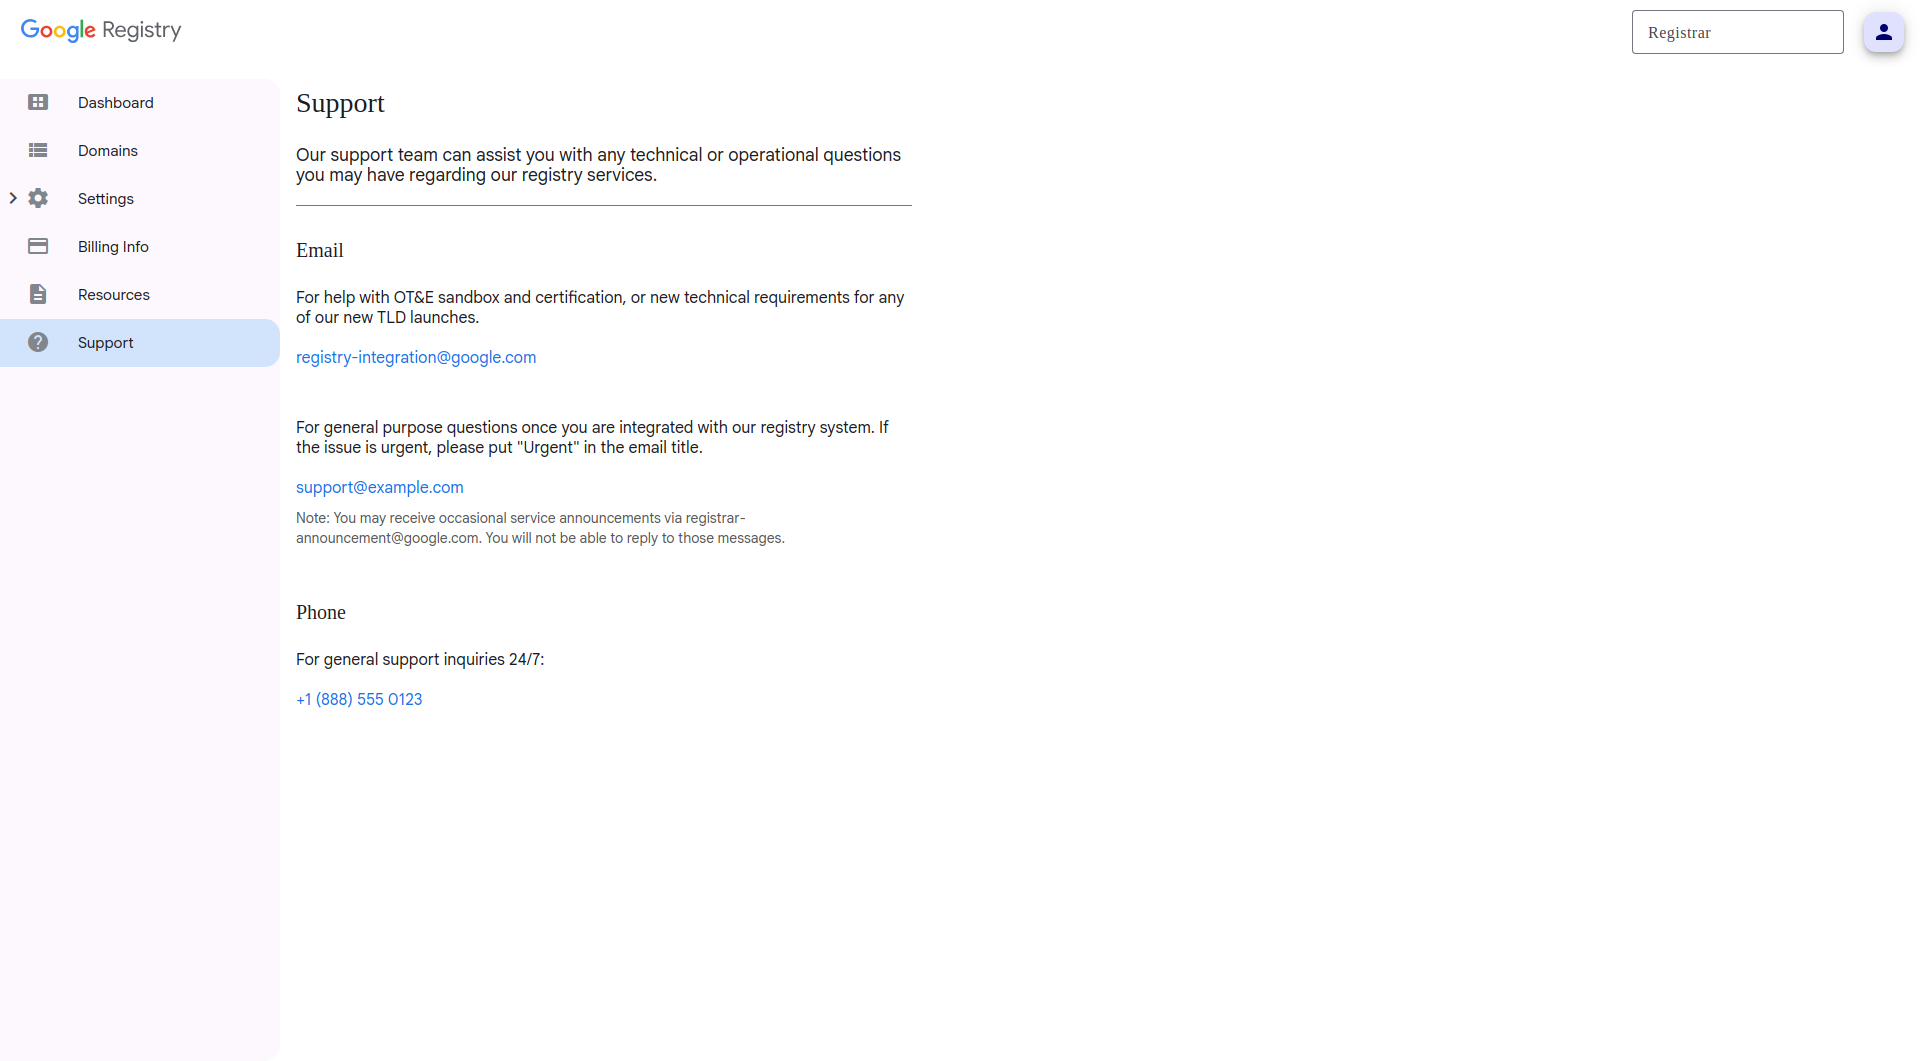 Google Registry
Registrar
Dashboard
Domains
Settings
Billing Info
Resources
Support
Support
Our support team can assist you with any technical or operational questions
you may have regarding our registry services.
Email
For help with OT&E sandbox and certification, or new technical requirements for any
of our new TLD launches.
registry-integration@google.com
For general purpose questions once you are integrated with our registry system. If
the issue is urgent, please put "Urgent" in the email title.
support@example.com
Note: You may receive occasional service announcements via registrar-
announcement@google.com. You will not be able to reply to those messages.
Phone
For general support inquiries 24/7:
+1 (888) 555 0123